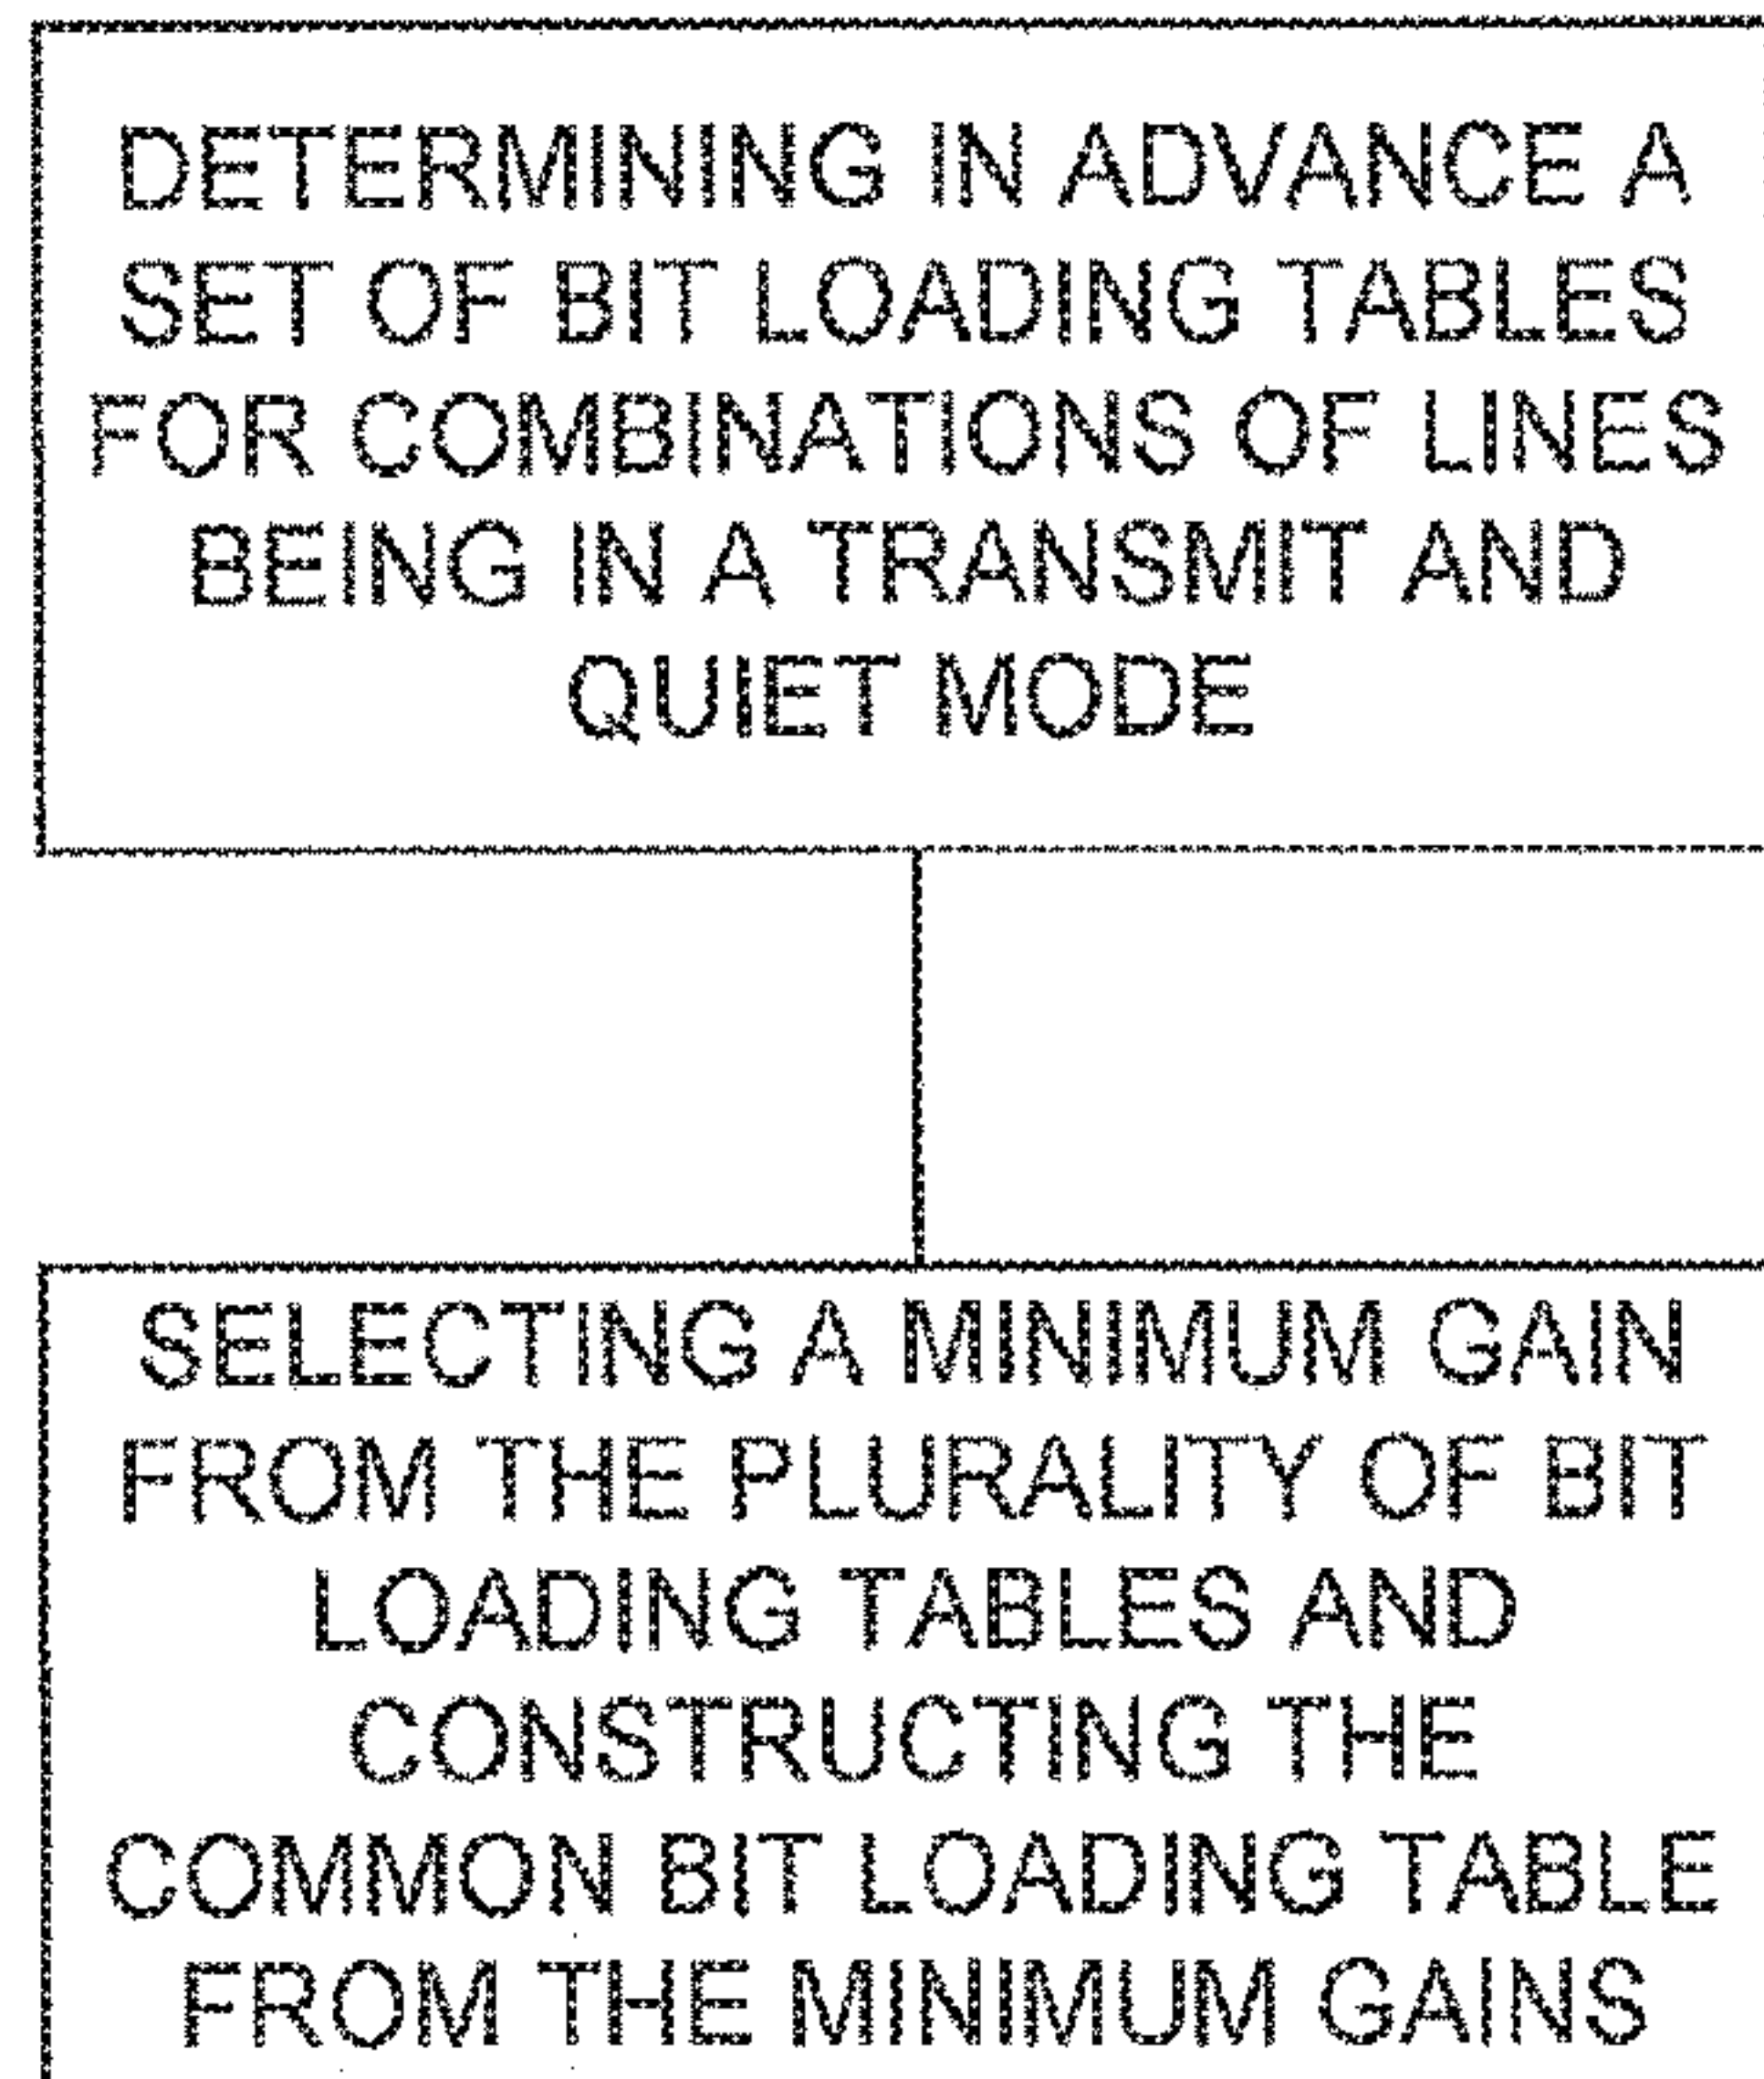 DETERMINING IN ADVANCE A
SET OF BIT LOADING TABLES
FOR COMBINATIONS OF LINES
BEING IN A TRANSMIT AND
QUIET MODE
SELECTING A MINIMUM GAIN
FROM THE PLURALITY OF BIT
LOADING TABLES AND
CONSTRUCTING THE
COMMON BIT LOADING TABLE
FROM THE MINIMUM GAINS